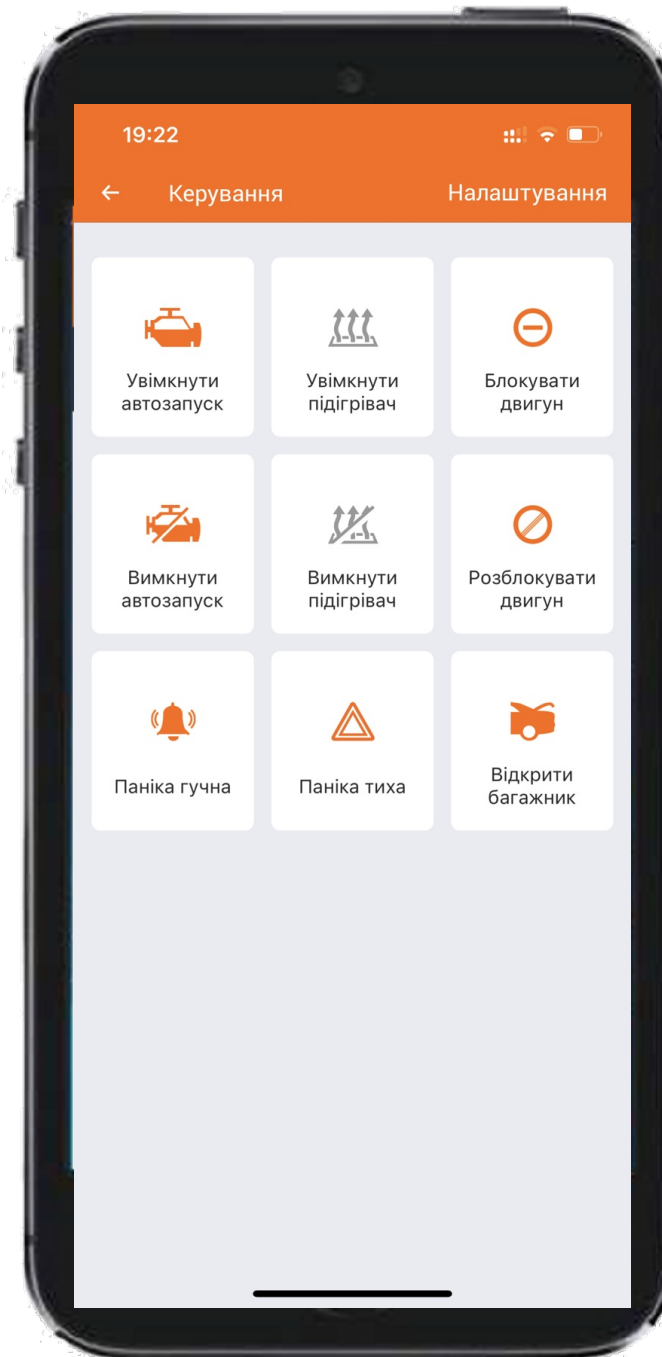 19:22
Керування
Налаштування
Увімкнути
автозапуск
Увімкнути
підігрівач
Блокувати
двигун
Вимкнути
автозапуск
Вимкнути
підігрівач
Розблокувати
двигун
Паніка гучна
Паніка тиха
Відкрити
багажник